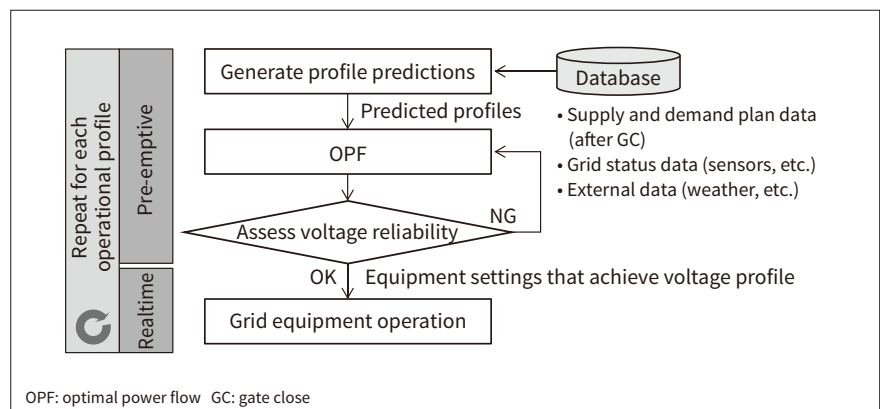 Repeat for each
operational profile
Pre-emptive
Realtime
Generate profile predictions
Database
Predicted profiles
• Supply and demand plan data
(after GC)
• Grid status data (sensors, etc.)
• External data (weather, etc.)
OPF
Assess voltage reliability
NG
OK
Equipment settings that achieve voltage profile
Grid equipment operation
OPF: optimal power flow GC: gate close